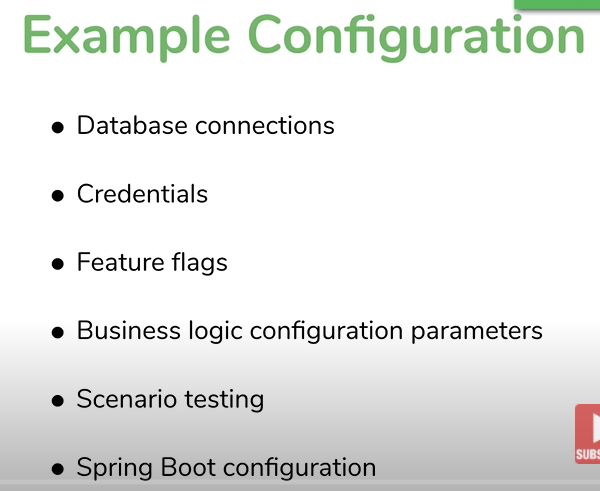 Example Configuration
● Database connections
● Credentials
● Feature flags
● Business logic configuration parameters
● Scenario testing
● Spring Boot configuration